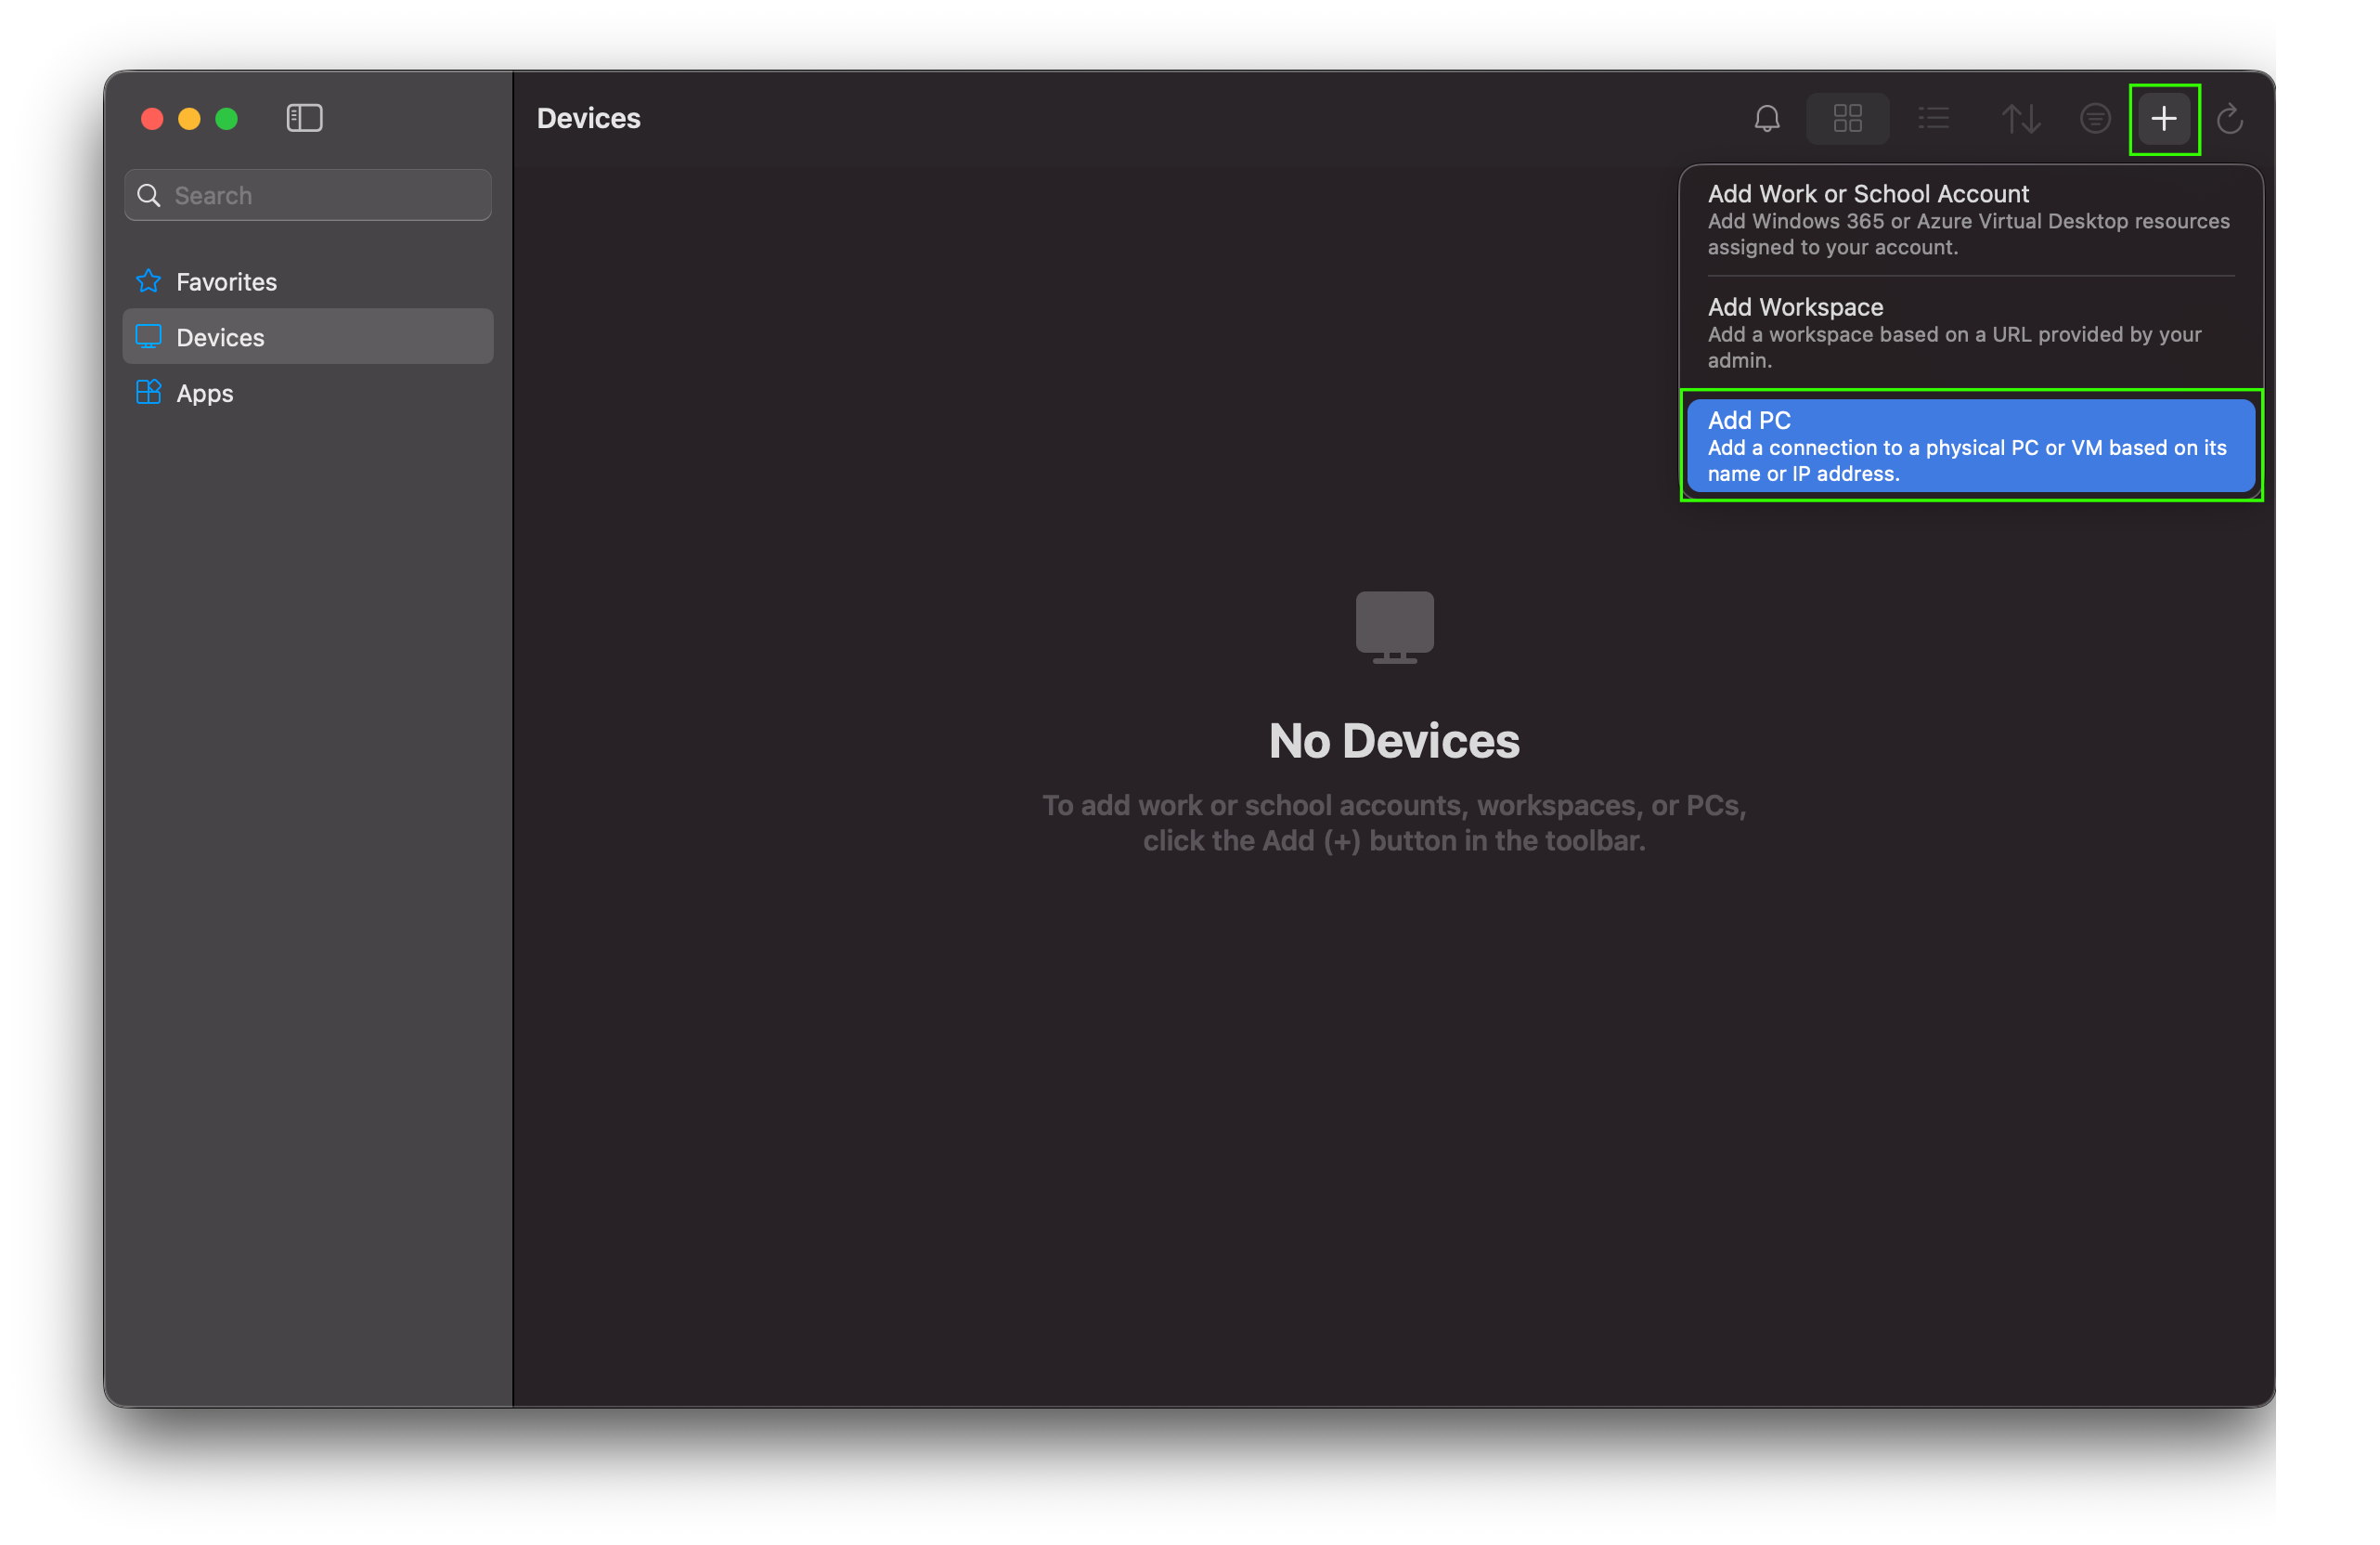 Devices
Search
Favorites
Devices
Apps
Add Work or School Account
Add Windows 365 or Azure Virtual Desktop resources
assigned to your account.
Add Workspace
Add a workspace based on a URL provided by your
admin.
Add PC
Add a connection to a physical PC or VM based on its
name or IP address.
No Devices
To add work or school accounts, workspaces, or PCs,
click the Add (+) button in the toolbar.